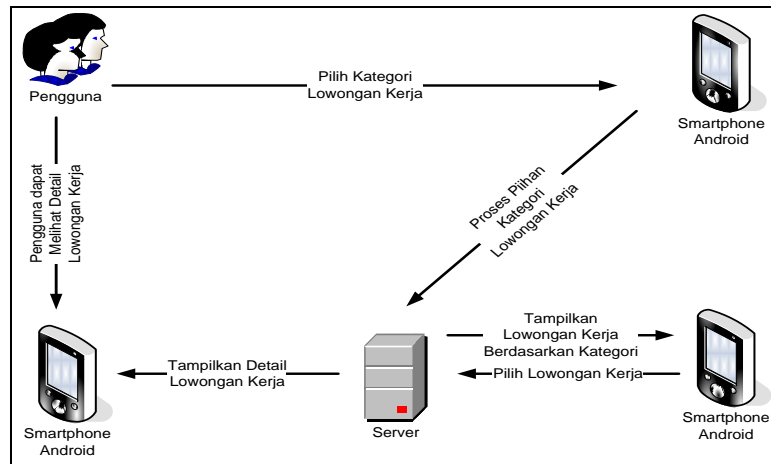 Pengguna
Pilih Kategori
Lowongan Kerja
Smartphone
Android
Pengguna dapat
Melihat Detail
Lowongan Kerja
Proses Piihan
Kategori
Lowongan Kerja
Tampilkan
Lowongan Kerja
Berdasarkan Kategori
Pilih Lowongan Kerja
Tampilkan Detail
Lowongan Kerja
Smartphone
Android
Server
Smartphone
Android